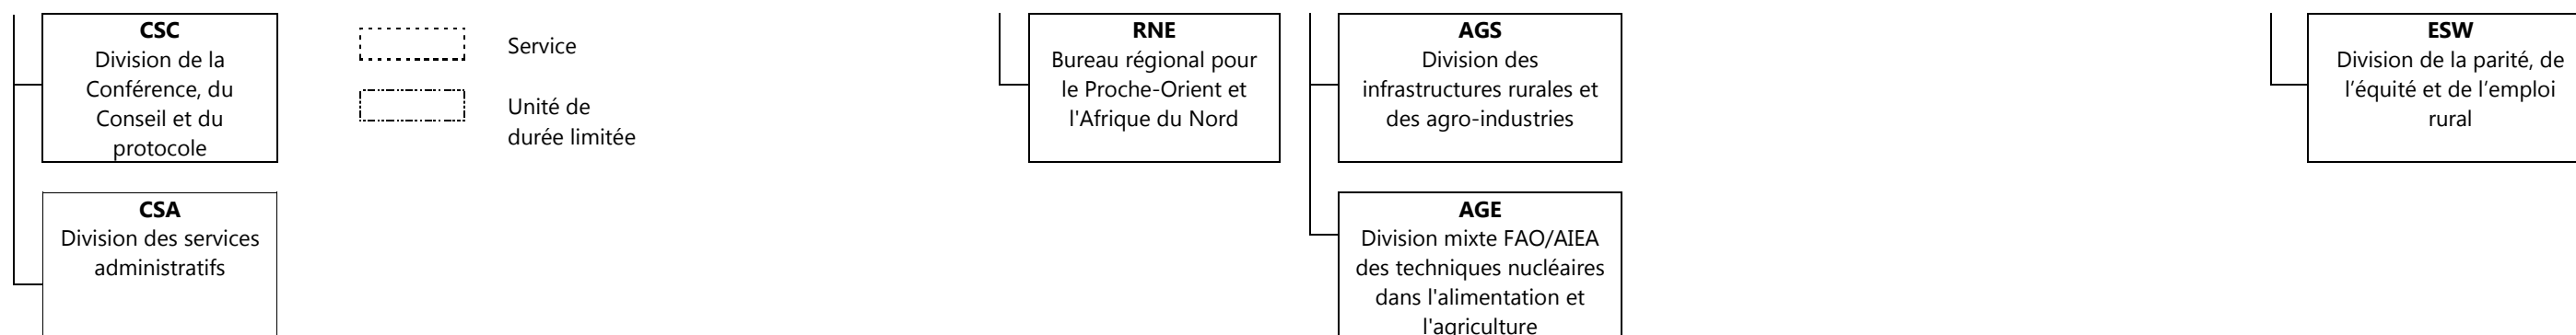 CSC
Division de la
Conférence, du
Conseil et du
protocole
Service
Unité de
durée limitée
RNE
Bureau régional pour
le Proche-Orient et
l'Afrique du Nord
AGS
Division des
infrastructures rurales et
des agro-industries
ESW
Division de la parité, de
l’équité et de l’emploi
rural
CSA
Division des services
administratifs
AGE
Division mixte FAO/AIEA
des techniques nucléaires
dans l'alimentation et
l'agriculture